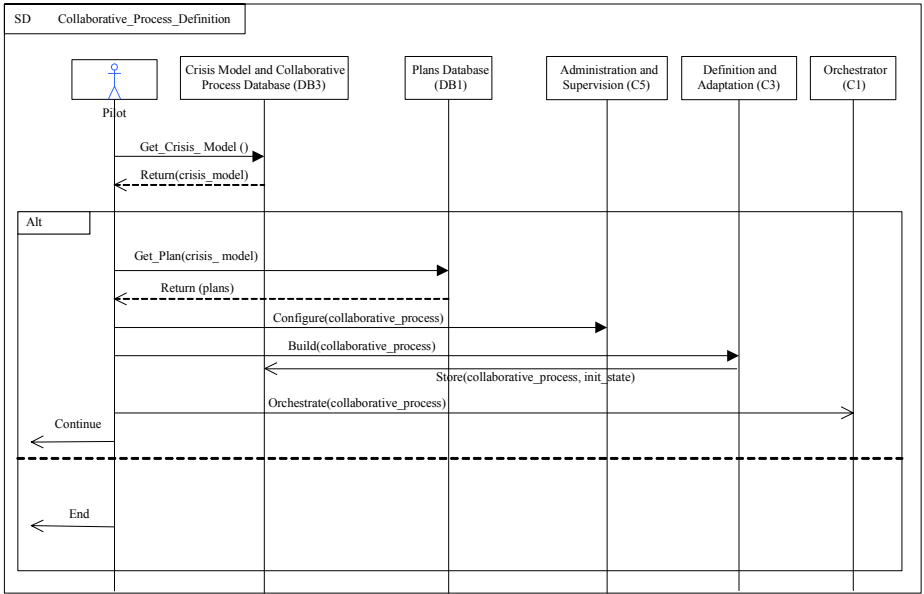 SD Collaborative_Process_Definition
Crisis Model and Collaborative
Process Database (DB3)
Plans Database
(DB1)
Administration and
Supervision (C5)
Definition and
Adaptation (C3)
Orchestrator
(C1)
Pilot
Get_Crisis_ Model ()
Return(crisis_model)
Alt
Get_Plan(crisis_ model)
Return (plans)
Configure(collaborative_process)
Build(collaborative_process)
Store(collaborative_process, init_state)
Orchestrate(collaborative_process)
Continue
End